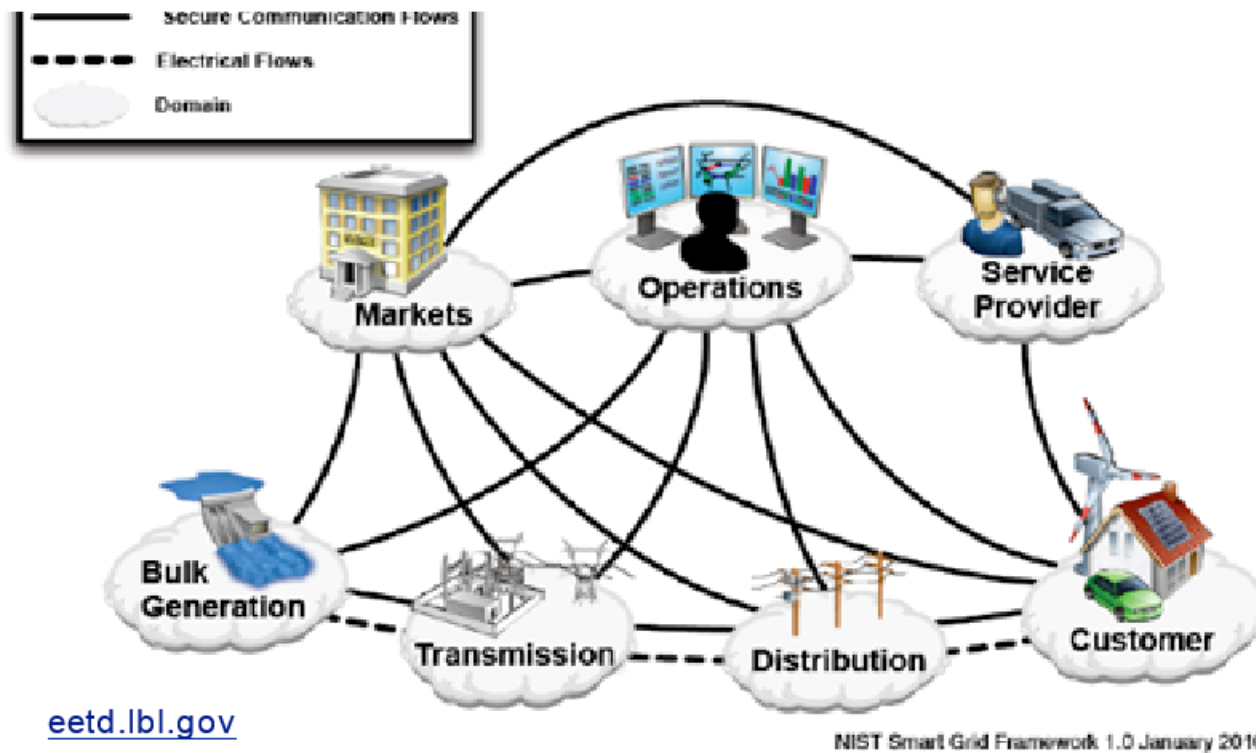 Secure Communication Flows
Electrical Flows
Domain
Markets
Operations
Service
Provider
Bulk
Generation
Transmission
Distribution
Customer
eetd.lbl.gov
NIST Smart Grid Framework 1.0 January 201